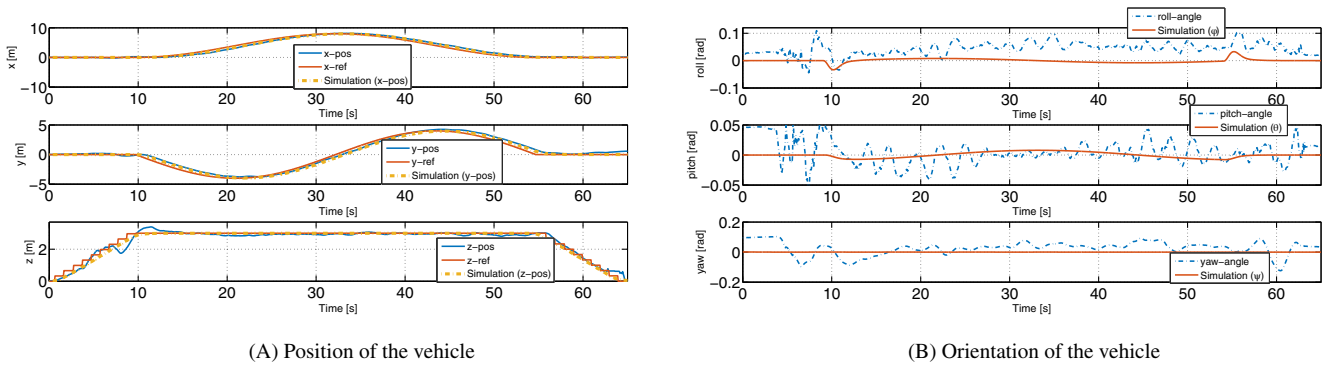 10
0
−10
x [m]
x−pos
x−ref
Simulation (x−pos)
0 10 20 30 40 50 60
Time [s]
5
0
−5
y [m]
y−pos
y−ref
Simulation (y−pos)
0 10 20 30 40 50 60
Time [s]
2
0
z [m]
z−pos
z−ref
Simulation (z−pos)
0 10 20 30 40 50 60
Time [s]
(A) Position of the vehicle
0.1
0
−0.1
roll [rad]
roll−angle
Simulation (φ)
0 10 20 30 40 50 60
Time [s]
0.05
0
−0.05
pitch [rad]
pitch−angle
Simulation (θ)
0 10 20 30 40 50 60
Time [s]
0.2
0
−0.2
yaw [rad]
yaw−angle
Simulation (ψ)
0 10 20 30 40 50 60
Time [s]
(B) Orientation of the vehicle